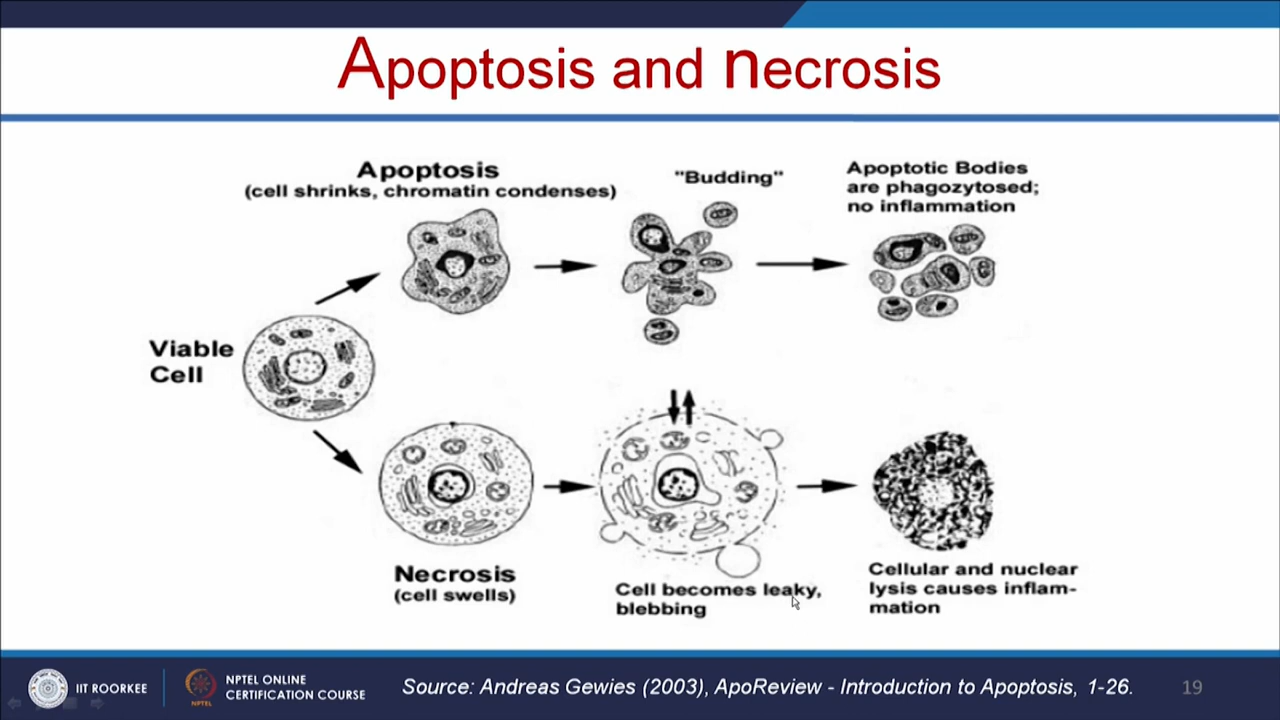 Apoptosis and necrosis
Apoptosis
(cell shrinks, chromatin condenses)
"Budding"
Apoptotic Bodies
are phagozytosed;
no inflammation
Viable
Cell
Necrosis
(cell swells)
Cell becomes leaky,
blebbing
Cellular and nuclear
lysis causes inflam-
mation
IIT ROORKEE
NPTEL ONLINE
CERTIFICATION COURSE
NPTEL
Source: Andreas Gewies (2003), ApoReview - Introduction to Apoptosis, 1-26.
19